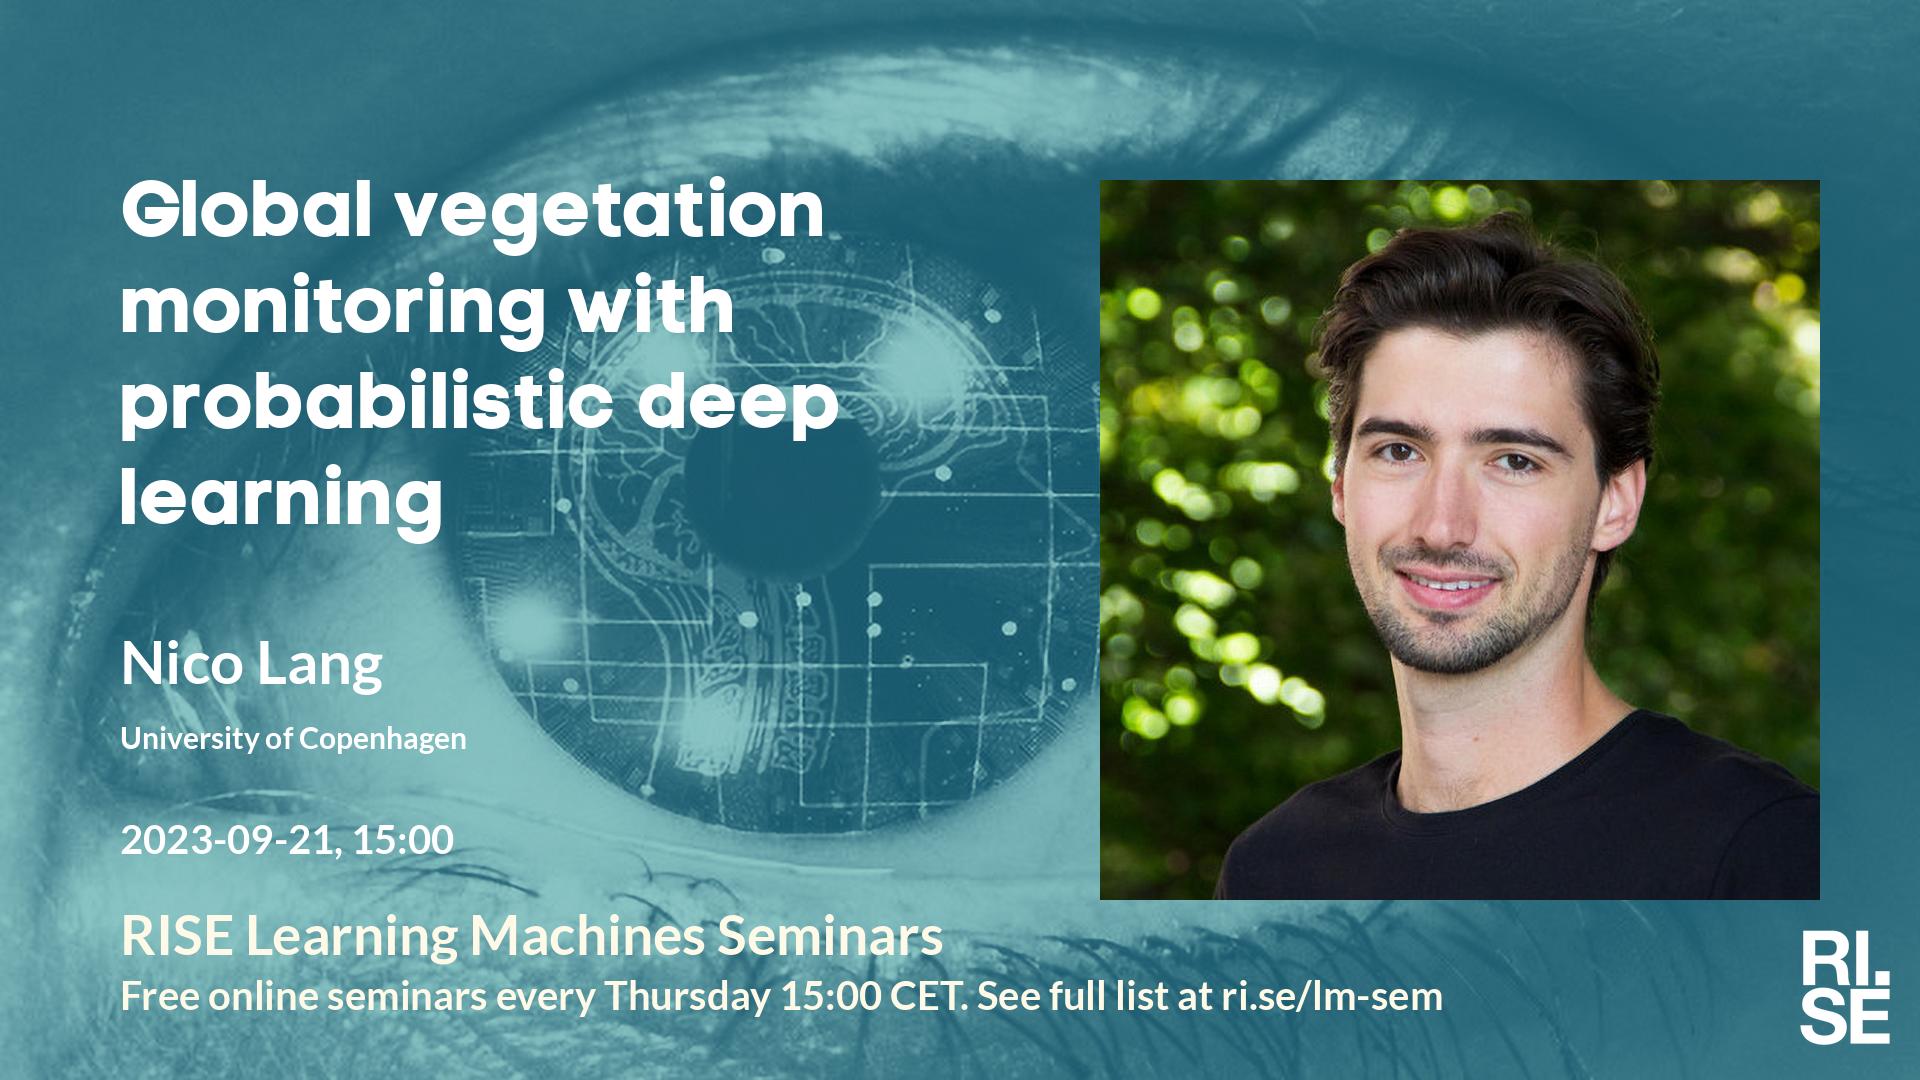 Global vegetation
monitoring with
probabilistic deep
learning
Nico Lang
University of Copenhagen
2023-09-21, 15:00
RISE Learning Machines Seminars
Free online seminars every Thursday 15:00 CET. See full list at ri.se/lm-sem
RI.
SE